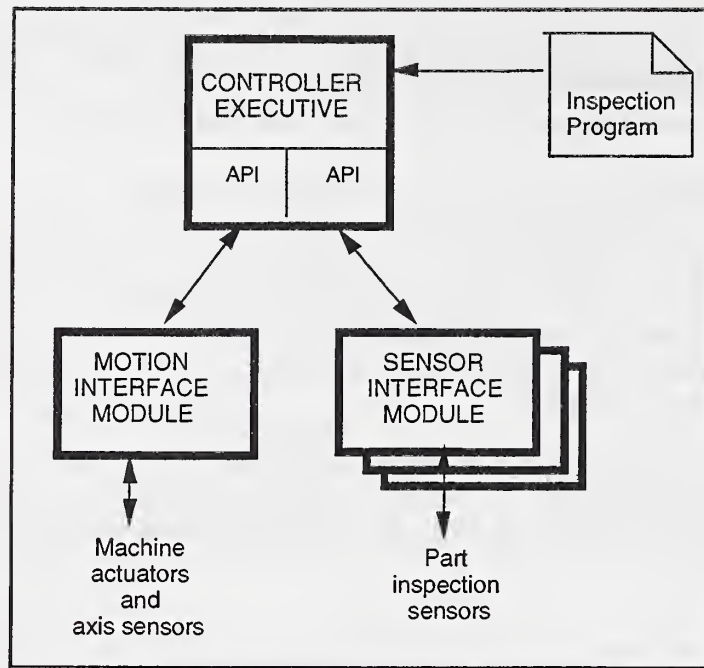 CONTROLLER
EXECUTIVE
API
API
Inspection
Program
MOTION
INTERFACE
MODULE
SENSOR
INTERFACE
MODULE
Machine
actuators
and
axis sensors
Part
inspection
sensors